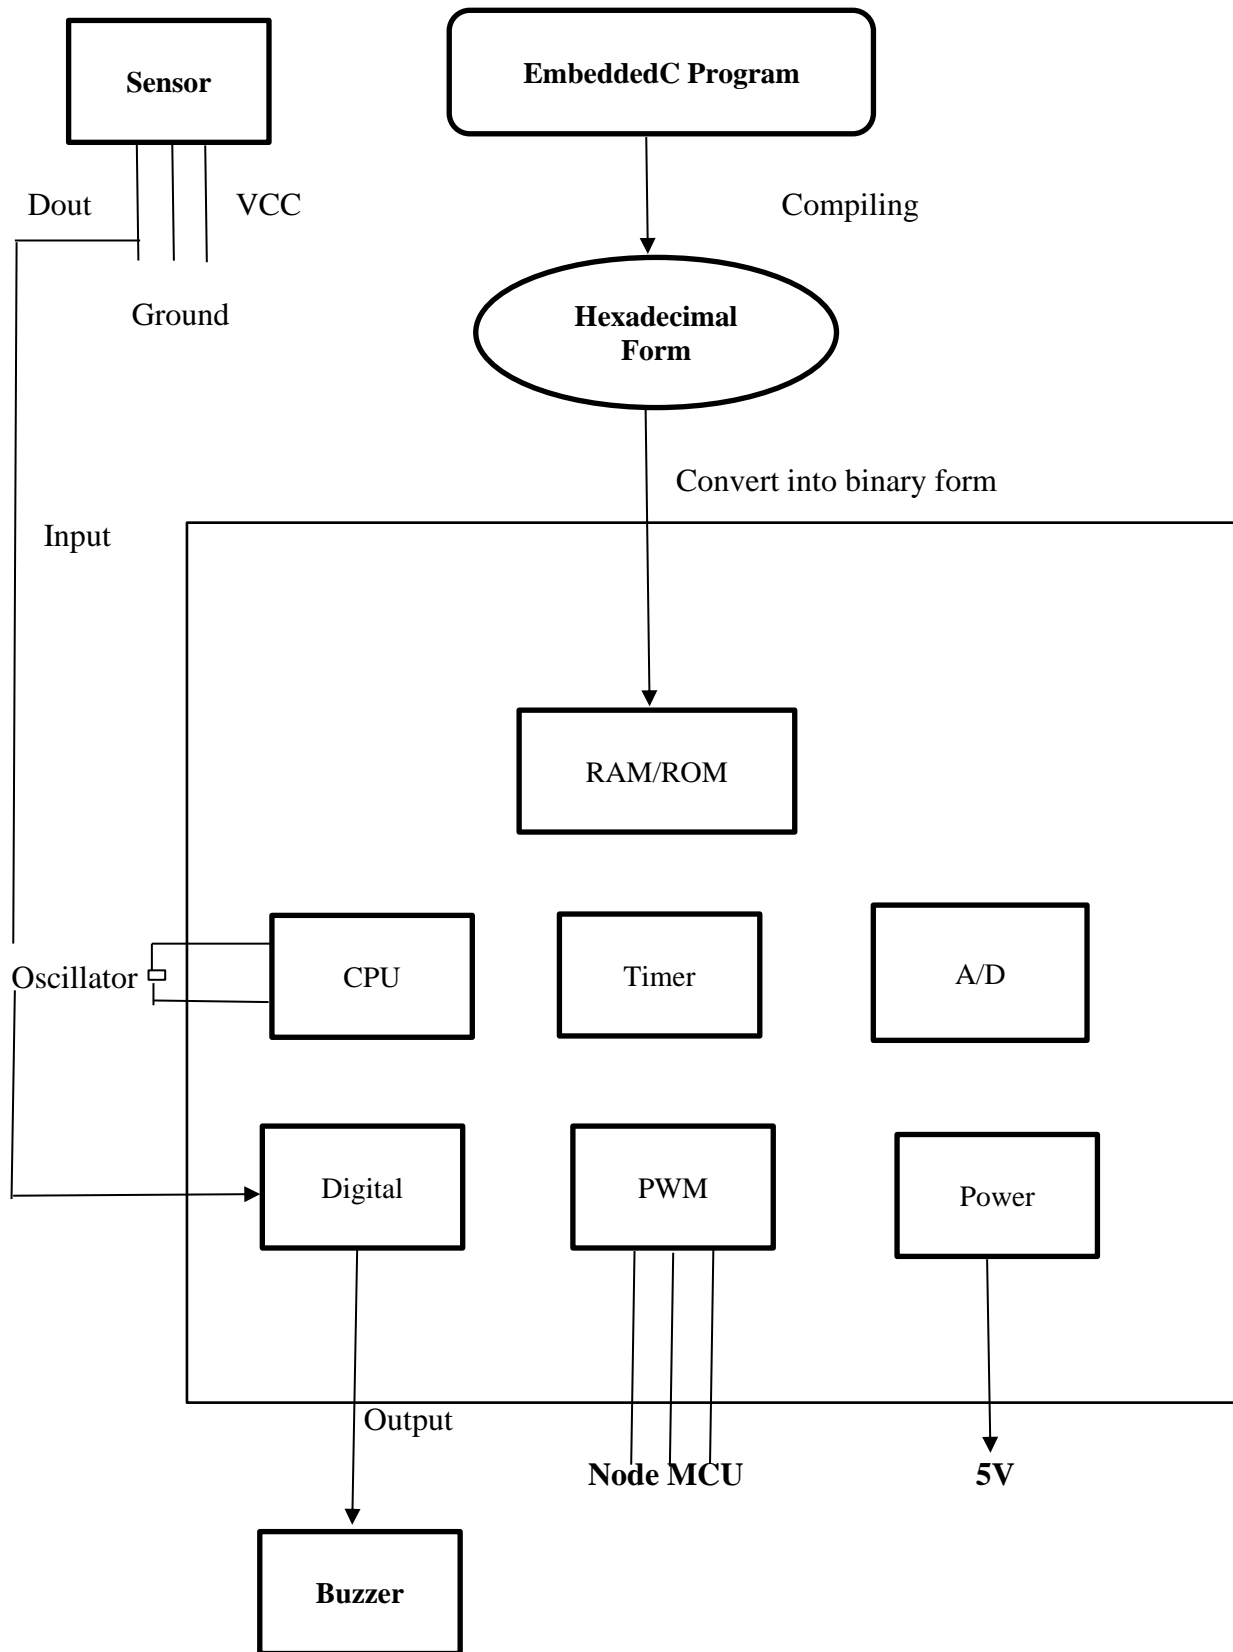 Sensor
EmbeddedC Program
Dout
VCC
Compiling
Ground
Hexadecimal
Form
Convert into binary form
Input
RAM/ROM
Oscillator
CPU
Timer
A/D
Digital
PWM
Power
Output
Node MCU
5V
Buzzer